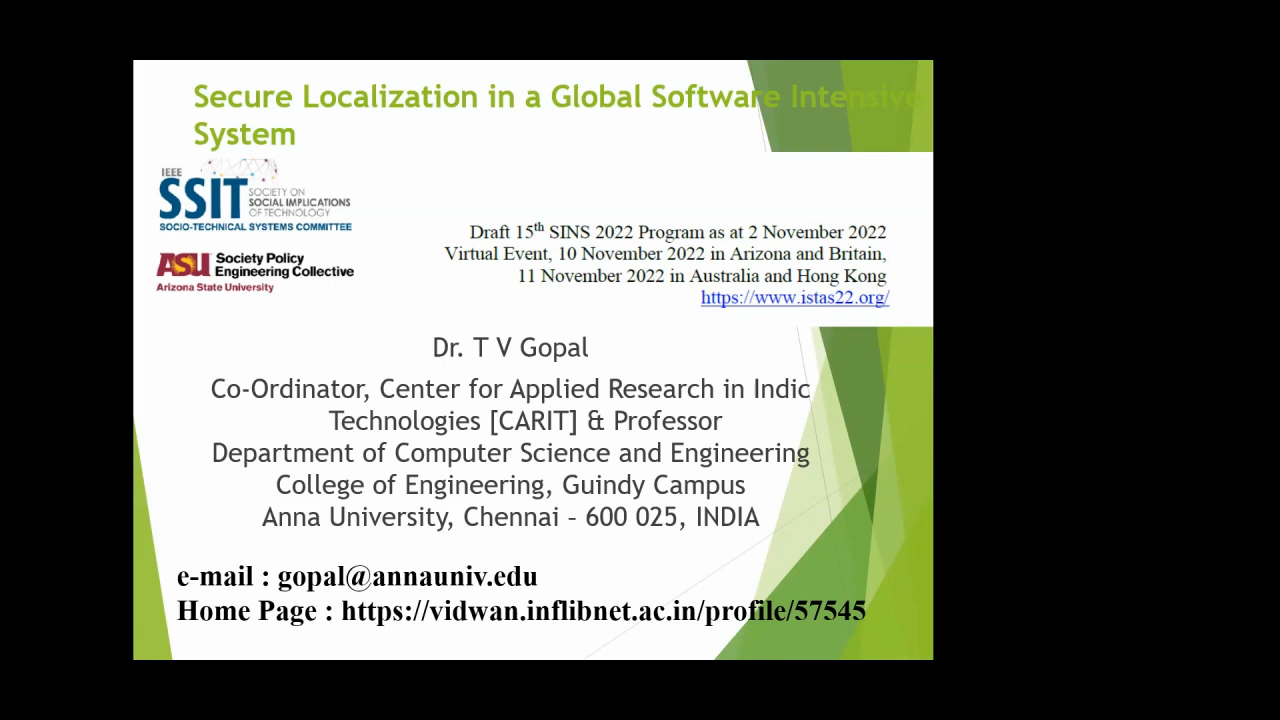 Secure Localization in a Global Software Intensive
System
IEEE
SSIT
SOCIETY ON
SOCIAL IMPLICATIONS
OF TECHNOLOGY
SOCIO-TECHNICAL SYSTEMS COMMITTEE
ASU Society Policy
Engineering Collective
Arizona State University
Draft 15th SINS 2022 Program as at 2 November 2022
Virtual Event, 10 November 2022 in Arizona and Britain,
11 November 2022 in Australia and Hong Kong
https://www.istas22.org/
Dr. T V Gopal
Co-Ordinator, Center for Applied Research in Indic
Technologies [CARIT] & Professor
Department of Computer Science and Engineering
College of Engineering, Guindy Campus
Anna University, Chennai – 600 025, INDIA
e-mail : gopal@annauniv.edu
Home Page : https://vidwan.inflibnet.ac.in/profile/57545